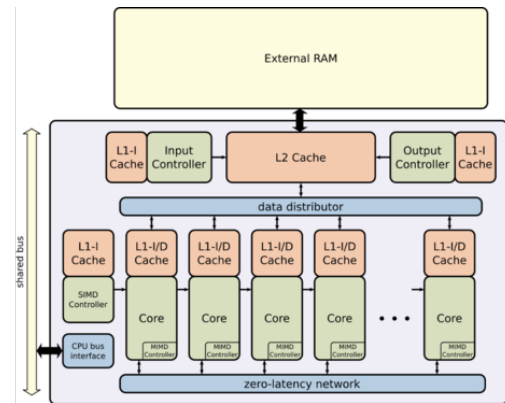 External RAM
L1-I
Cache
Input
Controller
L2 Cache
Output
Controller
L1-I
Cache
data distributor
shared bus
L1-I
Cache
L1-I/D
Cache
L1-I/D
Cache
L1-I/D
Cache
L1-I/D
Cache
L1-I/D
Cache
SIMD
Controller
Core
Core
Core
Core
Core
MIMD
Controller
MIMD
Controller
MIMD
Controller
MIMD
Controller
MIMD
Controller
CPU bus
interface
zero-latency network